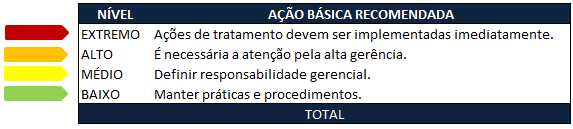 NÍVEL AÇÃO BÁSICA RECOMENDADA
EXTREMO Ações de tratamento devem ser implementadas imediatamente.
ALTO É necessária a atenção pela alta gerência.
MÉDIO Definir responsabilidade gerencial.
BAIXO Manter práticas e procedimentos.
TOTAL